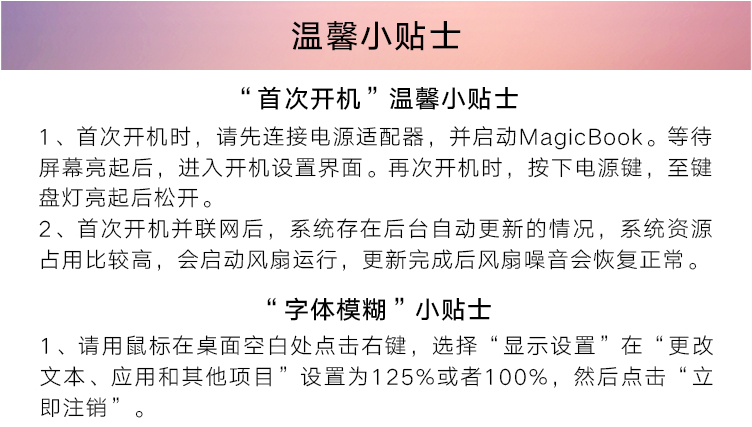 温馨小贴士
“首次开机”温馨小贴士
1、首次开机时，请先连接电源适配器，并启动MagicBook。等待
屏幕亮起后，进入开机设置界面。再次开机时，按下电源键，至键
盘灯亮起后松开。
2、首次开机并联网后，系统存在后台自动更新的情况，系统资源
占用比较高，会启动风扇运行，更新完成后风扇噪音会恢复正常。
“字体模糊”小贴士
1、请用鼠标在桌面空白处点击右键，选择“显示设置”在“更改
文本、应用和其他项目”设置为125%或者100%，然后点击“立
即注销”。